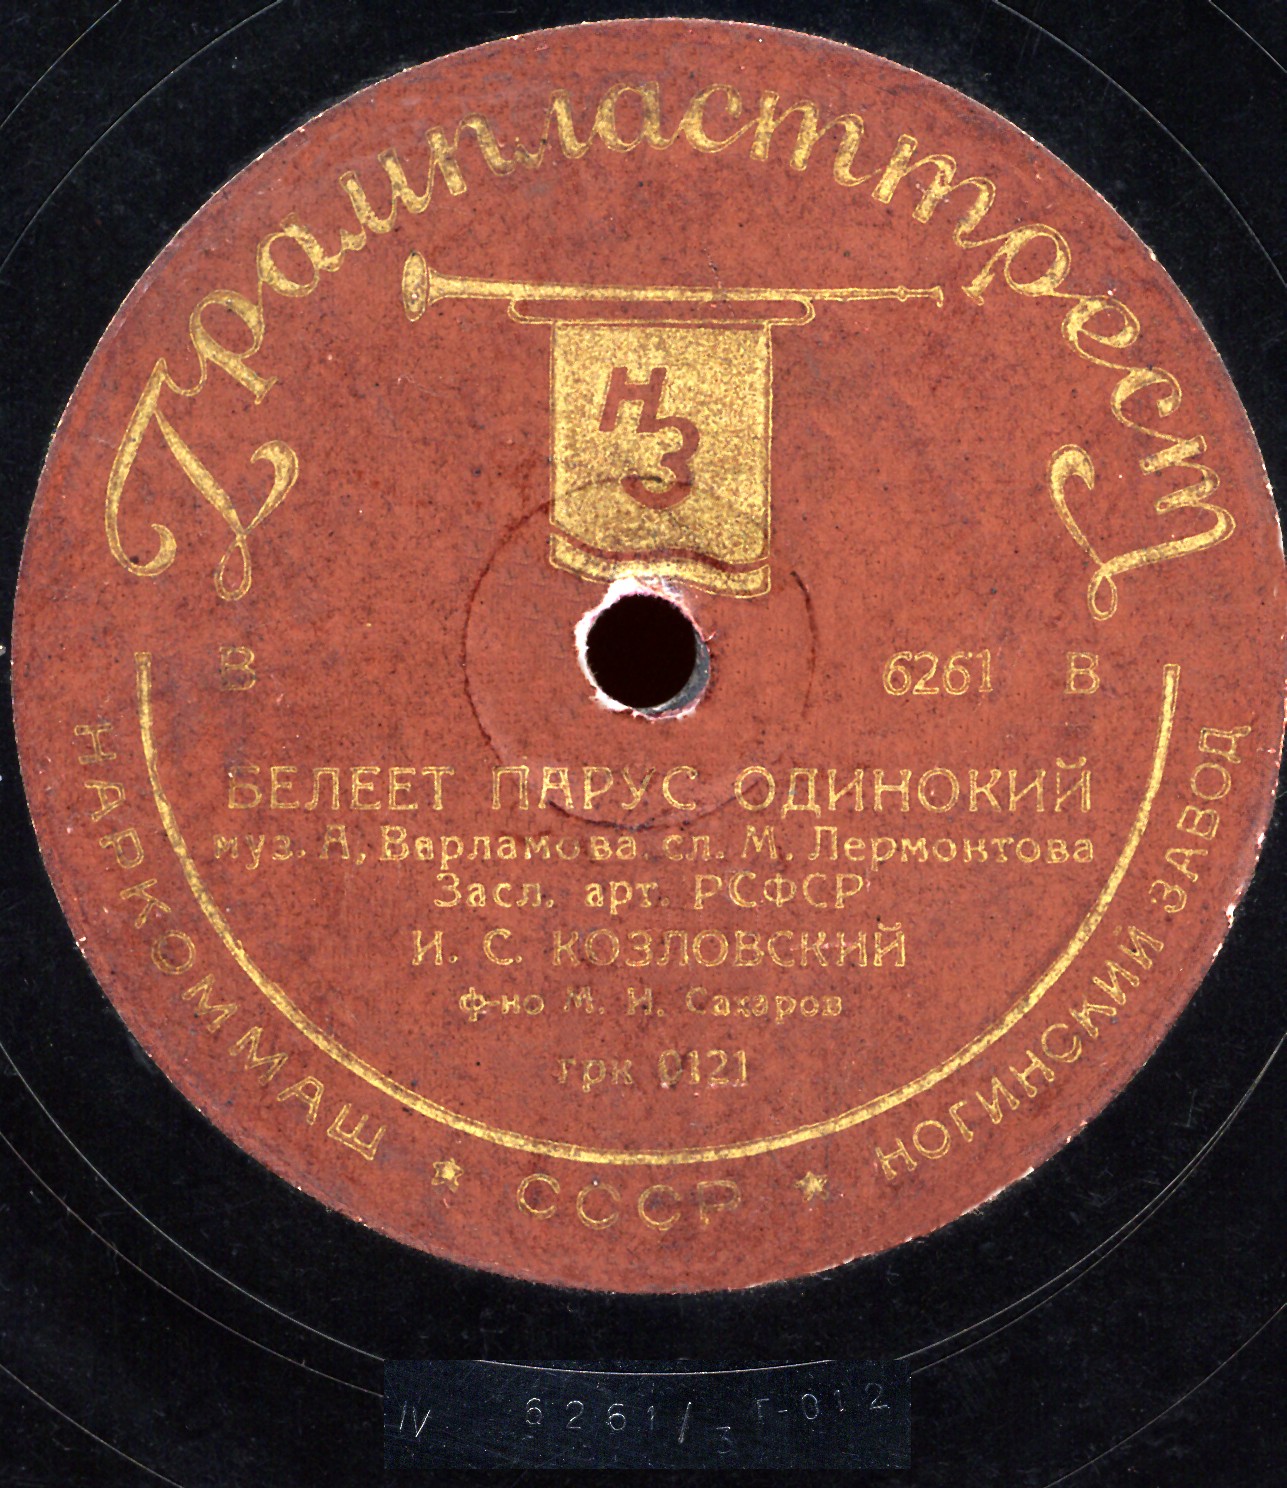 Грампласттрест
НЗ
В 6261 В
БЕЛЕЕТ ПАРУС ОДИНОКИЙ
муз. А, Варламова, сл. М. Лермонтова
Засл. арт. РСФСР
И. С. КОЗЛОВСКИЙ
ф-но М. И. Сахаров
грк 0121
НАРКОММАШ ★ СССР ★ НОГИНСКИЙ ЗАВОД
IV 6261/3 Г-012